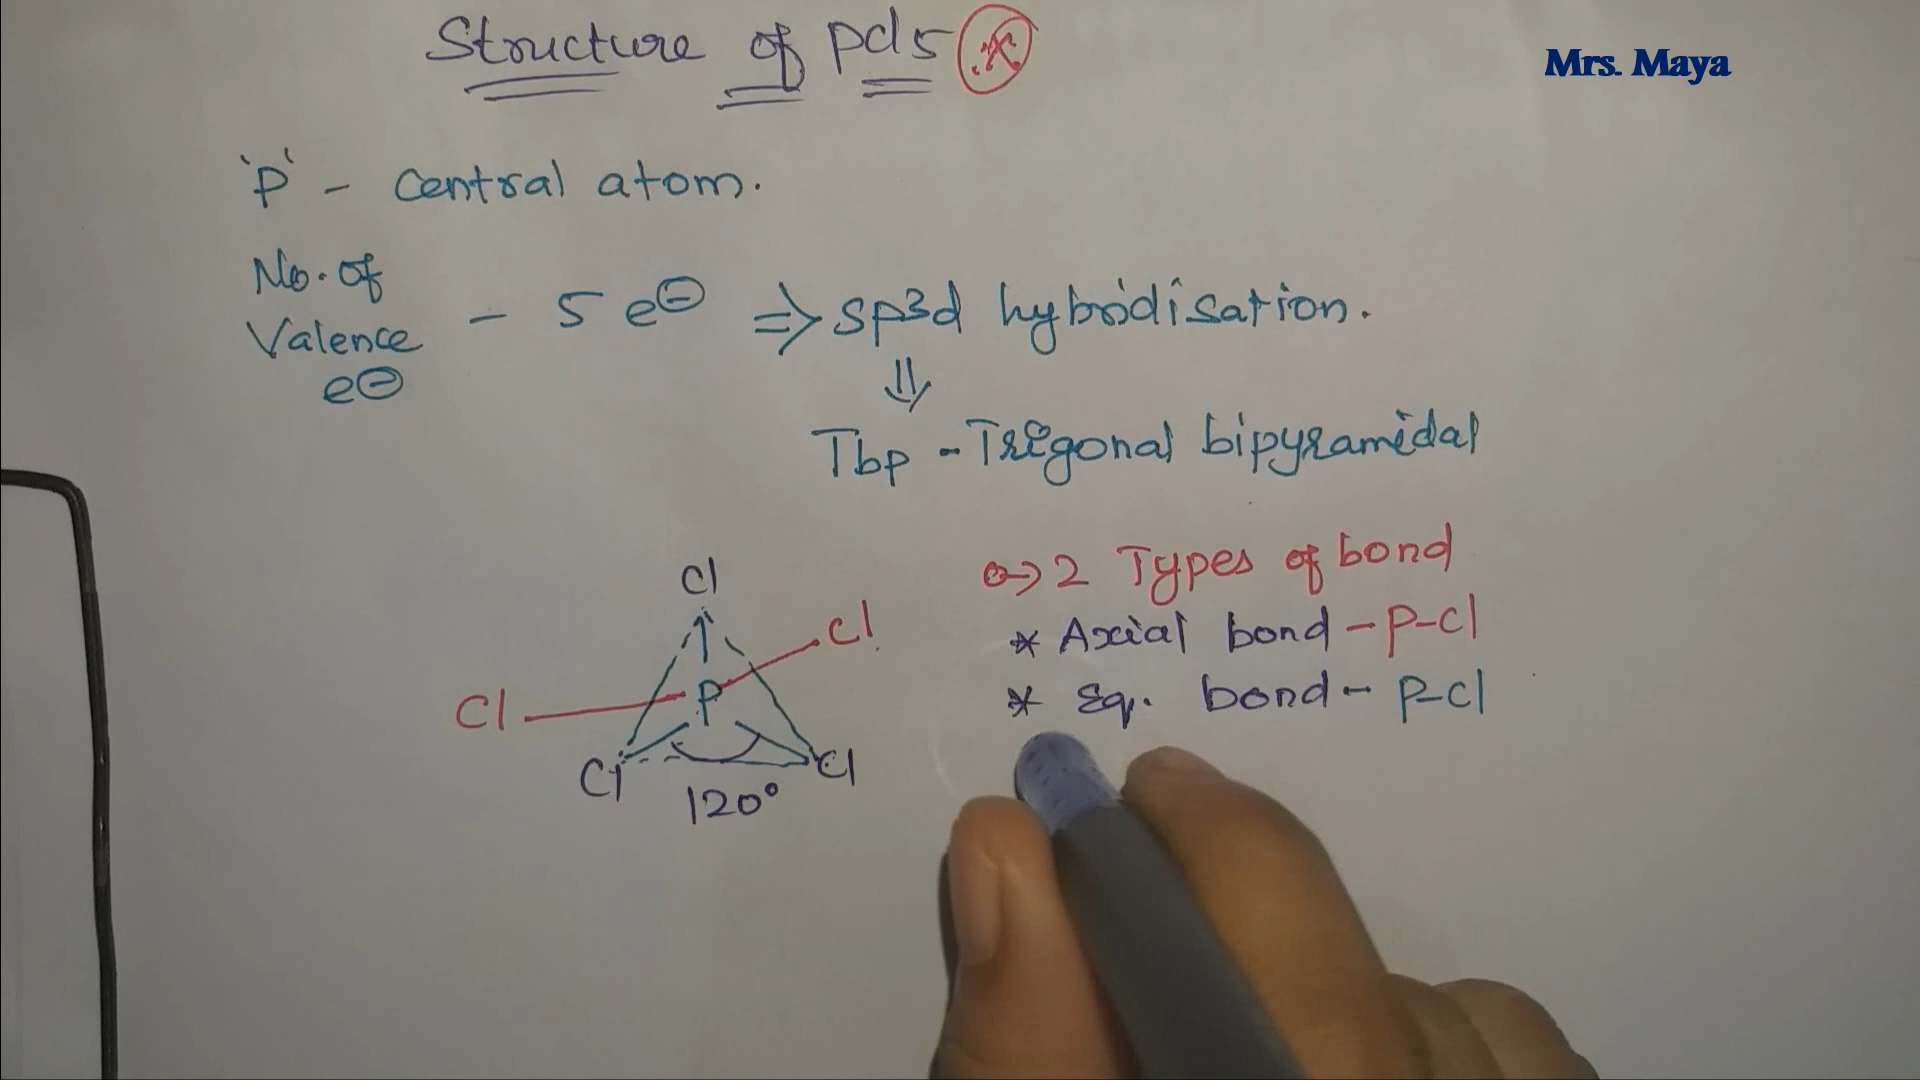 Structure of PCl5
Mrs. Maya
'P' - Central atom.
No. of
Valence - 5 e⊖ ⇒ sp3d hybridisation.
e⊖
⇓
Tbp - Trigonal bipyramidal
→ 2 Types of bond
* Axial bond - P-Cl
* Eq. bond - P-Cl
Cl
Cl
P
Cl
Cl
Cl
120°